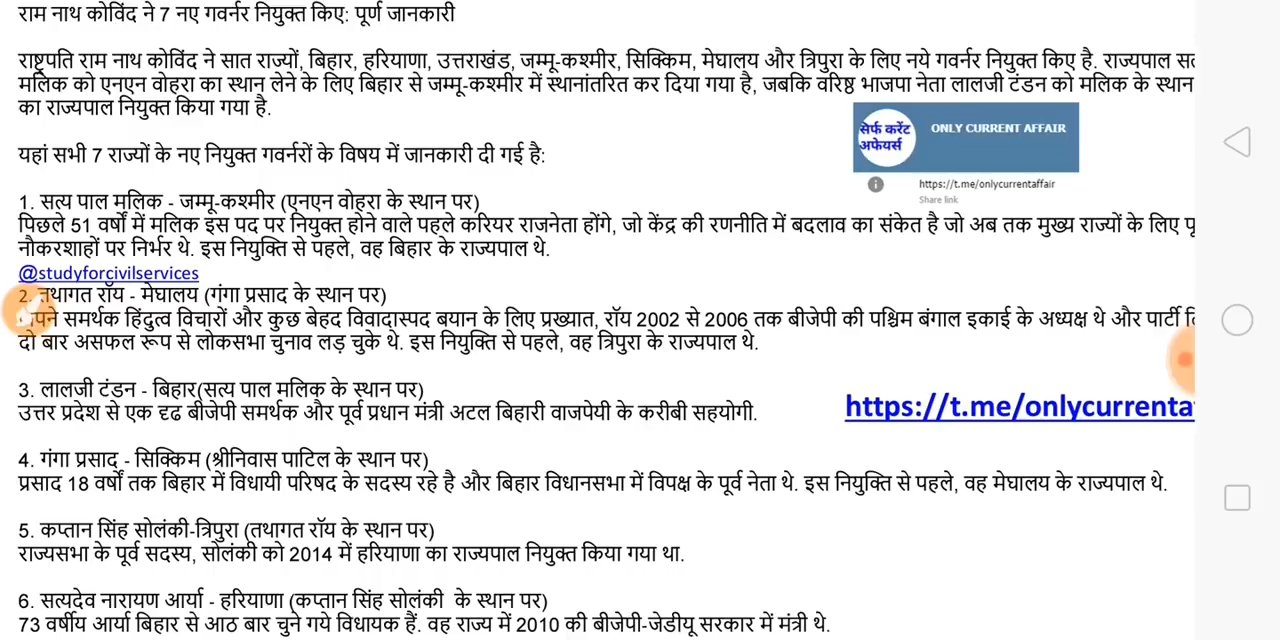 राम नाथ कोविंद ने 7 नए गवर्नर नियुक्त किए: पूर्ण जानकारी
राष्ट्रपति राम नाथ कोविंद ने सात राज्यों, बिहार, हरियाणा, उत्तराखंड, जम्मू-कश्मीर, सिक्किम, मेघालय और त्रिपुरा के लिए नये गवर्नर नियुक्त किए है. राज्यपाल
मलिक को एनएन वोहरा का स्थान लेने के लिए बिहार से जम्मू-कश्मीर में स्थानांतरित कर दिया गया है, जबकि वरिष्ठ भाजपा नेता लालजी टंडन को मलिक के स्थान
का राज्यपाल नियुक्त किया गया है.
सिर्फ करेंट
अफेयर्स
ONLY CURRENT AFFAIR
https://t.me/onlycurrentaffair
Share link
यहां सभी 7 राज्यों के नए नियुक्त गवर्नरों के विषय में जानकारी दी गई है:
1. सत्य पाल मलिक - जम्मू-कश्मीर (एनएन वोहरा के स्थान पर)
पिछले 51 वर्षों में मलिक इस पद पर नियुक्त होने वाले पहले करियर राजनेता होंगे, जो केंद्र की रणनीति में बदलाव का संकेत है जो अब तक मुख्य राज्यों के लिए
नौकरशाहों पर निर्भर थे. इस नियुक्ति से पहले, वह बिहार के राज्यपाल थे.
@studyforcivilservices
2. तथागत रॉय - मेघालय (गंगा प्रसाद के स्थान पर)
समर्थक हिंदुत्व विचारों और कुछ बेहद विवादास्पद बयान के लिए प्रख्यात, रॉय 2002 से 2006 तक बीजेपी की पश्चिम बंगाल इकाई के अध्यक्ष थे और पार्टी
दो बार असफल रूप से लोकसभा चुनाव लड़ चुके थे. इस नियुक्ति से पहले, वह त्रिपुरा के राज्यपाल थे.
3. लालजी टंडन - बिहार(सत्य पाल मलिक के स्थान पर)
उत्तर प्रदेश से एक दृढ बीजेपी समर्थक और पूर्व प्रधान मंत्री अटल बिहारी वाजपेयी के करीबी सहयोगी.
https://t.me/onlycurrenta
4. गंगा प्रसाद - सिक्किम (श्रीनिवास पाटिल के स्थान पर)
प्रसाद 18 वर्षों तक बिहार में विधायी परिषद के सदस्य रहे है और बिहार विधानसभा में विपक्ष के पूर्व नेता थे. इस नियुक्ति से पहले, वह मेघालय के राज्यपाल थे.
5. कप्तान सिंह सोलंकी-त्रिपुरा (तथागत रॉय के स्थान पर)
राज्यसभा के पूर्व सदस्य, सोलंकी को 2014 में हरियाणा का राज्यपाल नियुक्त किया गया था.
6. सत्यदेव नारायण आर्या - हरियाणा (कप्तान सिंह सोलंकी के स्थान पर)
73 वर्षीय आर्या बिहार से आठ बार चुने गये विधायक हैं. वह राज्य में 2010 की बीजेपी-जेडीयू सरकार में मंत्री थे.